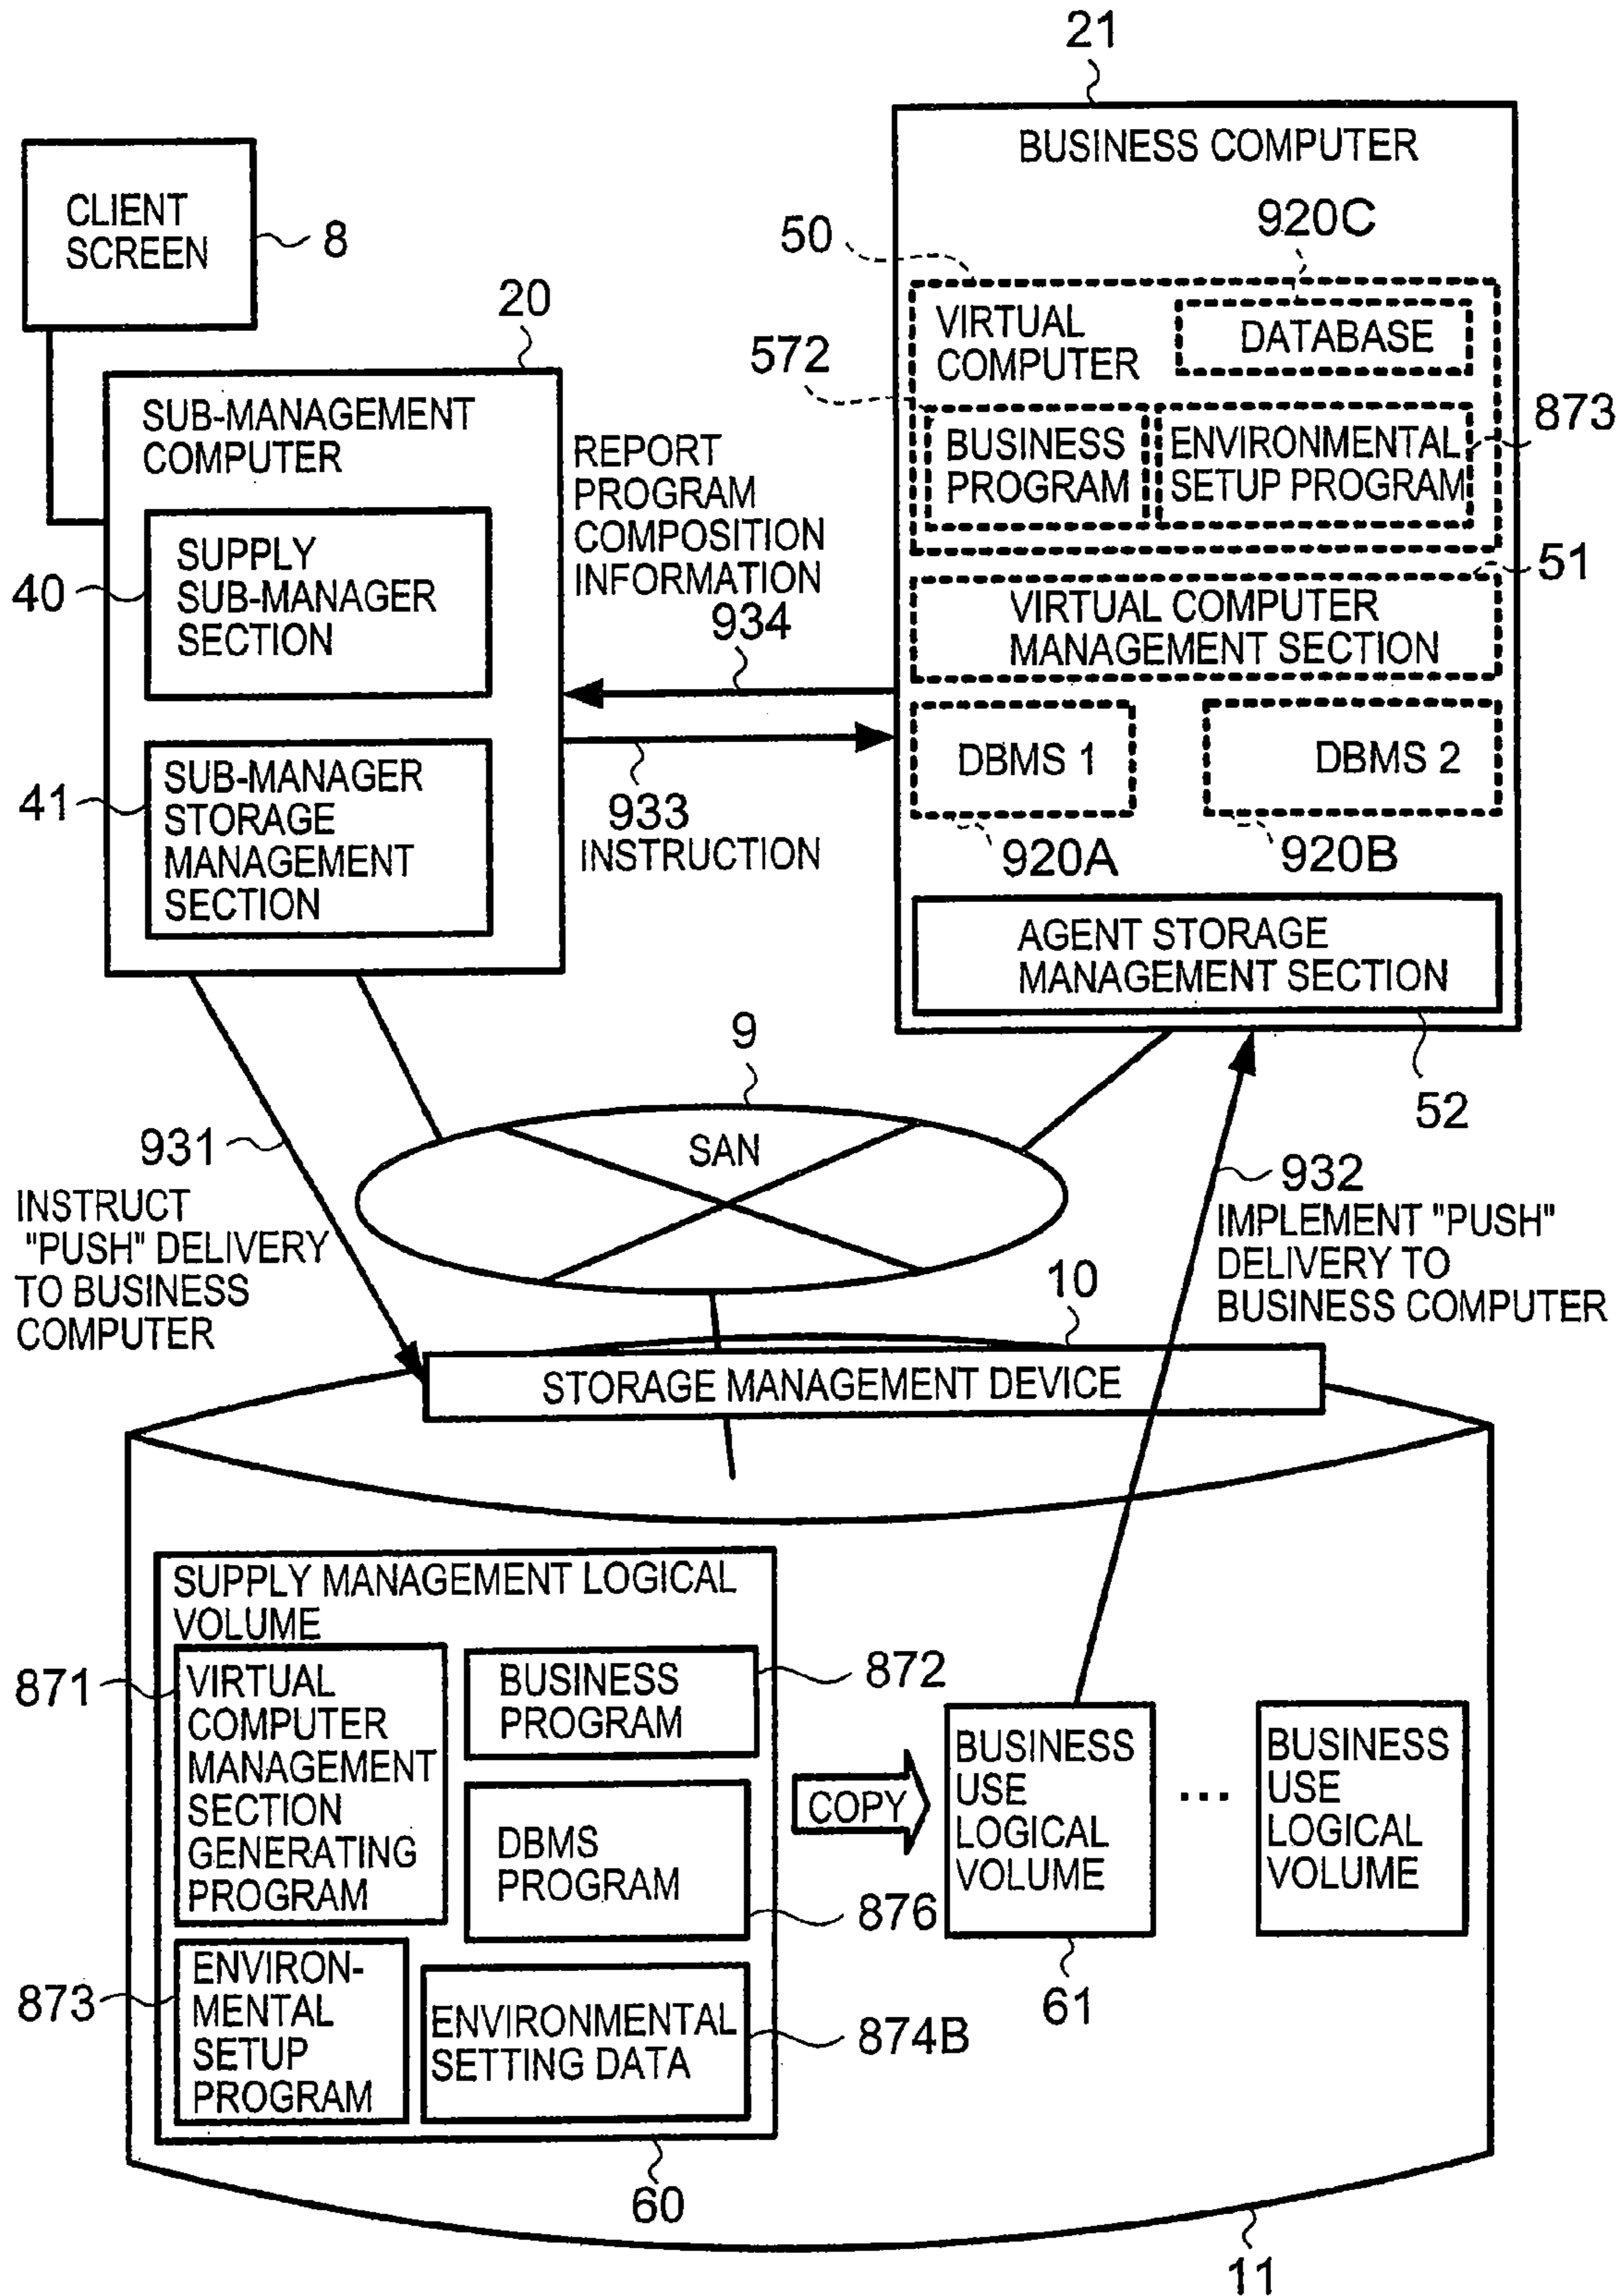 21
BUSINESS COMPUTER
CLIENT
SCREEN
8
920C
50
VIRTUAL
COMPUTER
DATABASE
572
BUSINESS
PROGRAM
ENVIRONMENTAL
SETUP PROGRAM
873
51
VIRTUAL COMPUTER
MANAGEMENT SECTION
DBMS 1
DBMS 2
920A
920B
AGENT STORAGE
MANAGEMENT SECTION
52
20
SUB-MANAGEMENT
COMPUTER
40
SUPPLY
SUB-MANAGER
SECTION
41
SUB-MANAGER
STORAGE
MANAGEMENT
SECTION
REPORT
PROGRAM
COMPOSITION
INFORMATION
934
933
INSTRUCTION
9
SAN
931
INSTRUCT
"PUSH" DELIVERY
TO BUSINESS
COMPUTER
932
IMPLEMENT "PUSH"
DELIVERY TO
BUSINESS COMPUTER
10
STORAGE MANAGEMENT DEVICE
SUPPLY MANAGEMENT LOGICAL
VOLUME
871
VIRTUAL
COMPUTER
MANAGEMENT
SECTION
GENERATING
PROGRAM
BUSINESS
PROGRAM
872
DBMS
PROGRAM
876
873
ENVIRON-
MENTAL
SETUP
PROGRAM
ENVIRONMENTAL
SETTING DATA
874B
60
COPY
BUSINESS
USE
LOGICAL
VOLUME
61
...
BUSINESS
USE
LOGICAL
VOLUME
11